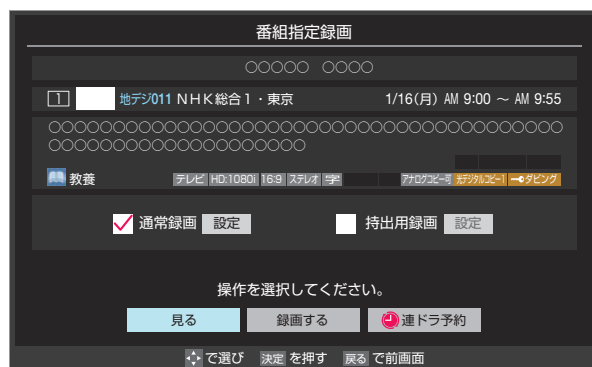 番組指定録画
○○○○○ ○○○○
1 地デジ011 NHK総合1・東京 1/16(月) AM 9:00 ～ AM 9:55
○○○○○○○○○○○○○○○○○○○○○○○○○○○○○○○○○○○○○○○○
○○○○○○○○○○○○○○○○○○○○
教養 テレビ HD:1080i 16:9 ステレオ 字 アナログコピー可 光デジタルコピー1 ダビング
通常録画 設定 持出用録画 設定
操作を選択してください。
見る 録画する 連ドラ予約
で選び 決定 を押す 戻る で前画面